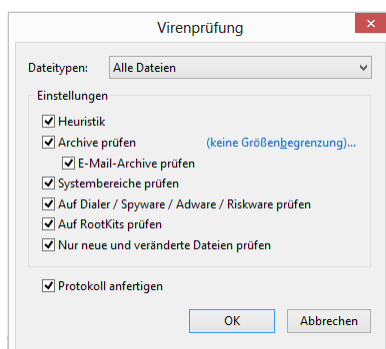 Virenprüfung
Dateitypen: Alle Dateien
Einstellungen
Heuristik
Archive prüfen (keine Größenbegrenzung)...
E-Mail-Archive prüfen
Systembereiche prüfen
Auf Dialer / Spyware / Adware / Riskware prüfen
Auf RootKits prüfen
Nur neue und veränderte Dateien prüfen
Protokoll anfertigen
OK Abbrechen